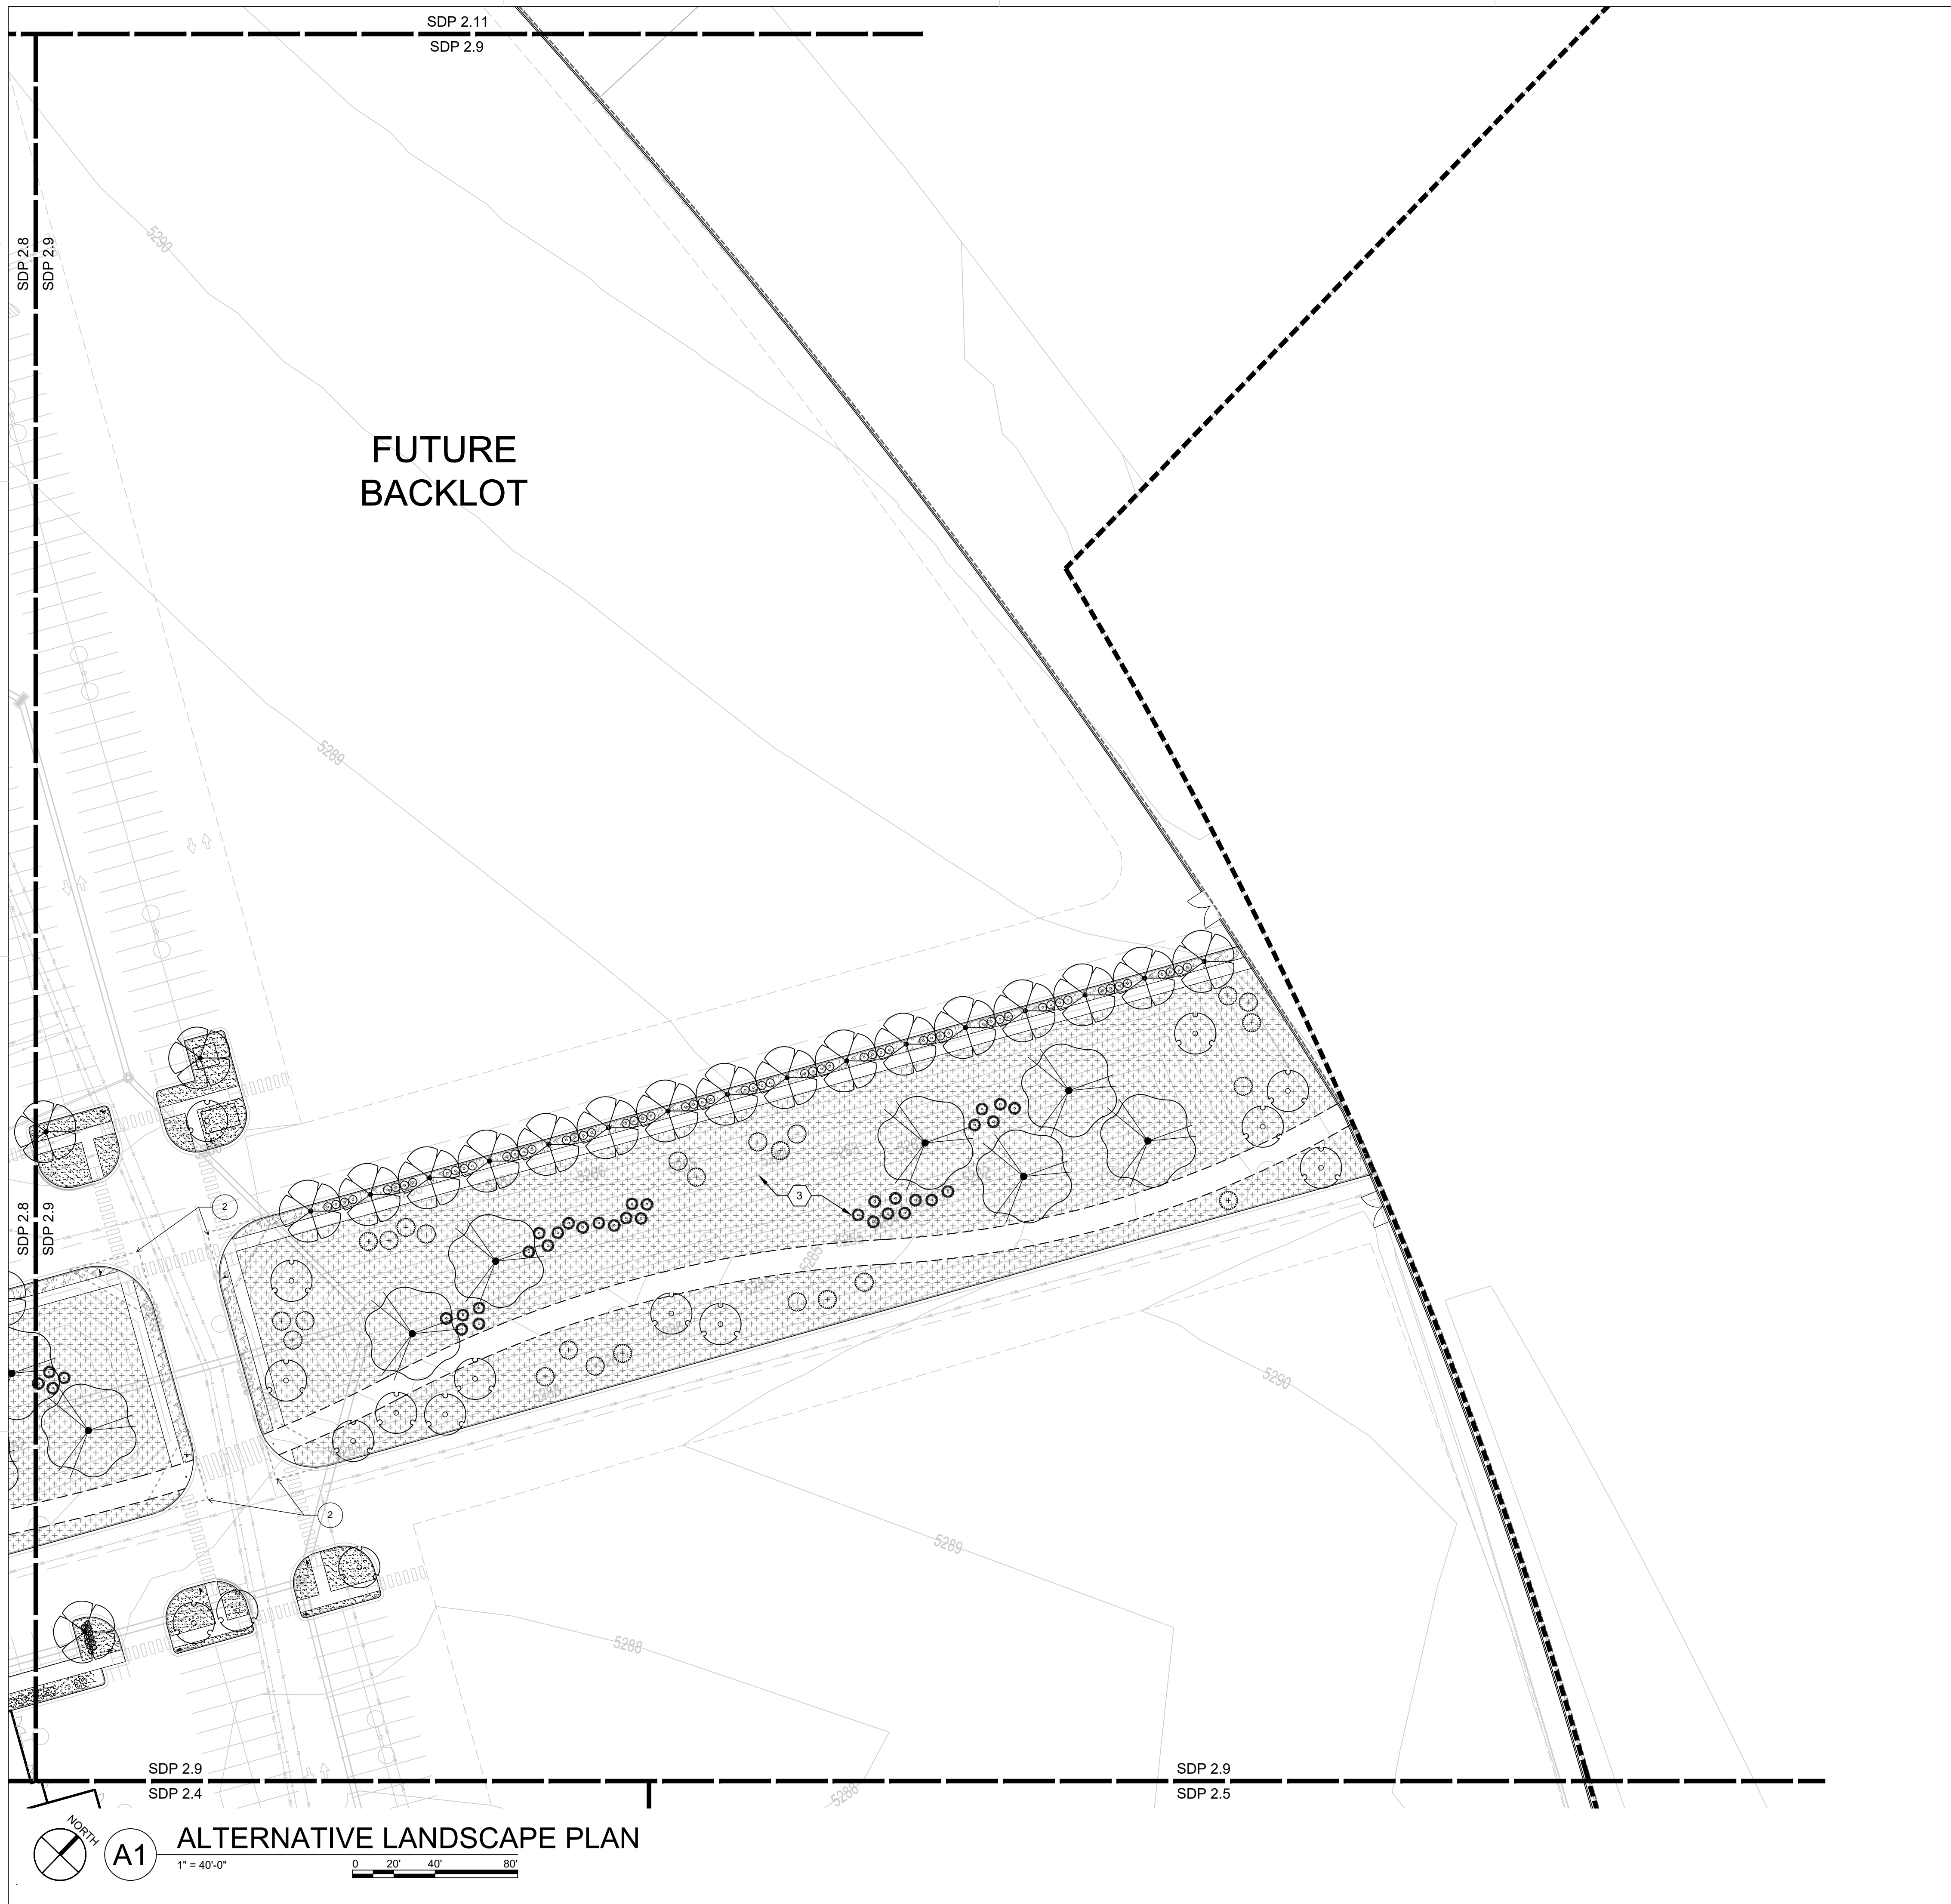 SDP 2.11
SDP 2.9
SDP 2.8
SDP 2.9
5290
FUTURE
BACKLOT
5289
2
3
SDP 2.8
SDP 2.9
5285
2
5290
5289
5288
SDP 2.9
SDP 2.4
SDP 2.9
SDP 2.5
5288
NORTH
A1
ALTERNATIVE LANDSCAPE PLAN
1" = 40'-0"
0 20' 40' 80'